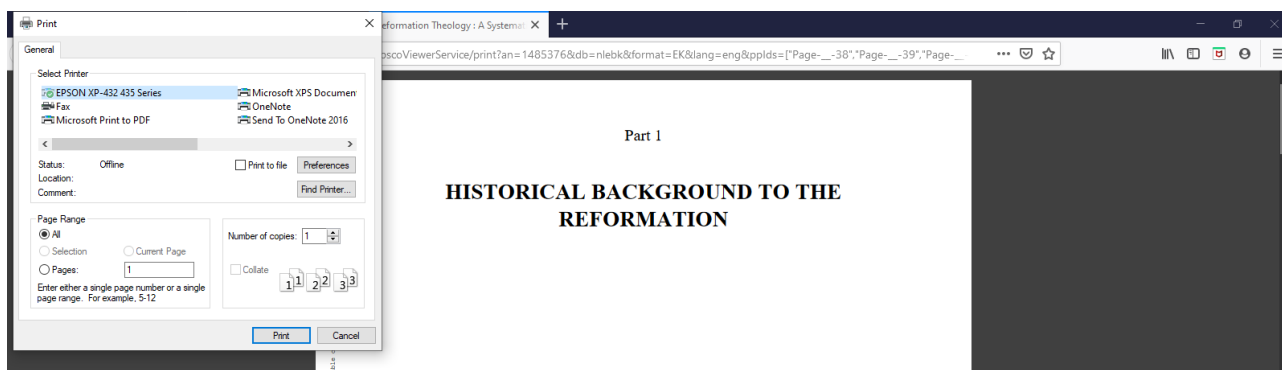 Print
eformation Theology : A Systema
General
oscoViewerService/print?an=1485376&db=nlebk&format=EK&lang=eng&ppIds=["Page-__-38","Page-__-39","Page-__
Select Printer
EPSON XP-432 435 Series
Microsoft XPS Documen
Fax
OneNote
Microsoft Print to PDF
Send To OneNote 2016
Status: Offline
Print to file
Preferences
Location:
Comment:
Find Printer...
Page Range
All
Number of copies: 1
Selection
Current Page
Pages: 1
Collate
1 1 2 2 3 3
Enter either a single page number or a single
page range. For example, 5-12
Print
Cancel
Part 1
HISTORICAL BACKGROUND TO THE
REFORMATION